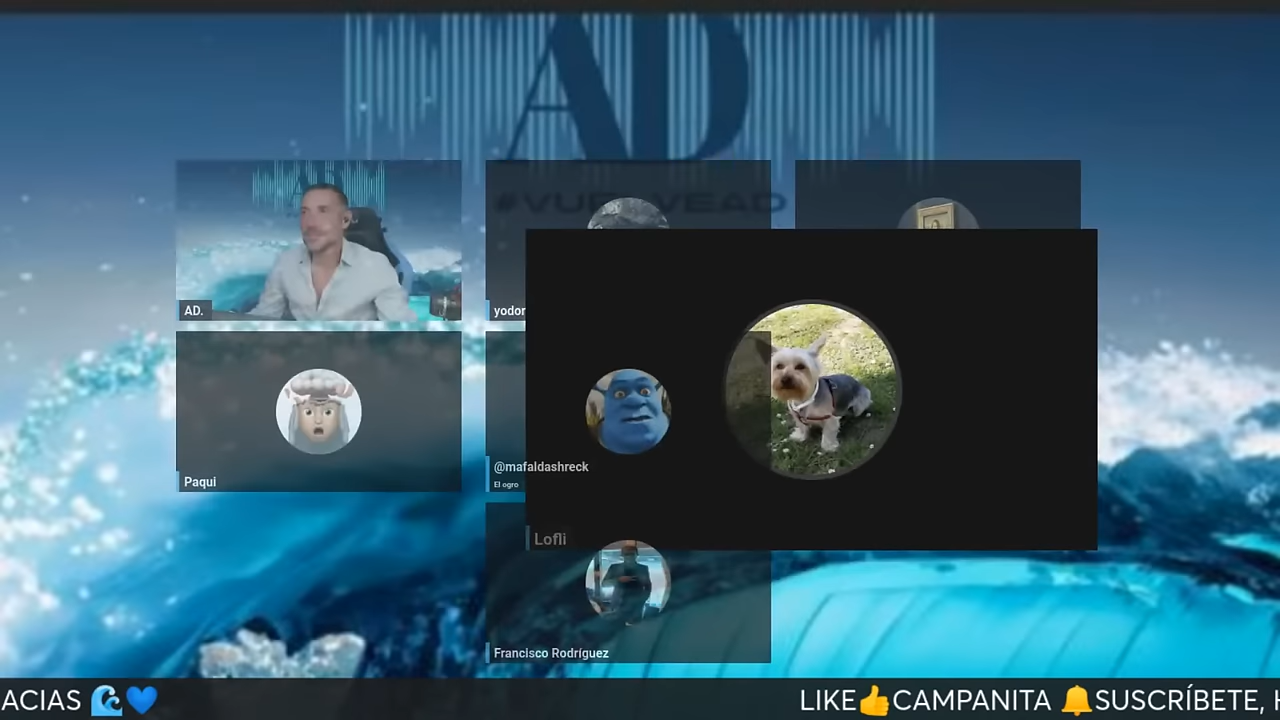 AD
AD.
yodor
Paqui
@mafaldashreck
El ogro
Lofli
Francisco Rodríguez
ACIAS 🌊💙 LIKE👍CAMPANITA 🔔SUSCRÍBETE,